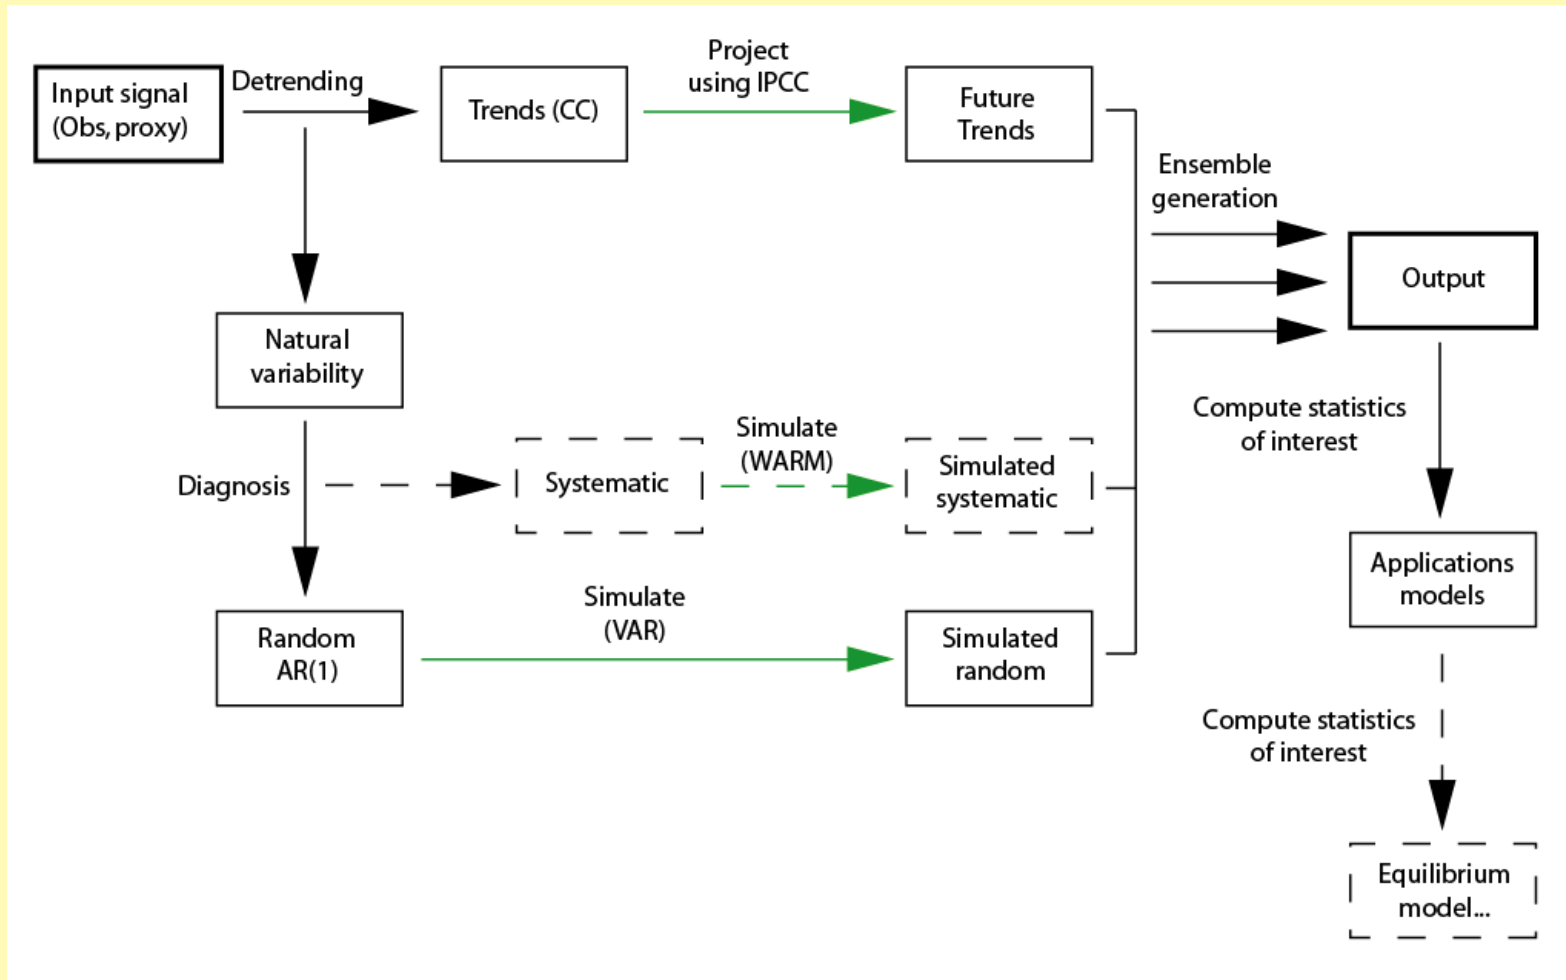 Input signal
(Obs, proxy)
Detrending
Trends (CC)
Project
using IPCC
Future
Trends
Ensemble
generation
Output
Natural
variability
Compute statistics
of interest
Diagnosis
Systematic
Simulate
(WARM)
Simulated
systematic
Applications
models
Random
AR(1)
Simulate
(VAR)
Simulated
random
Compute statistics
of interest
Equilibrium
model...